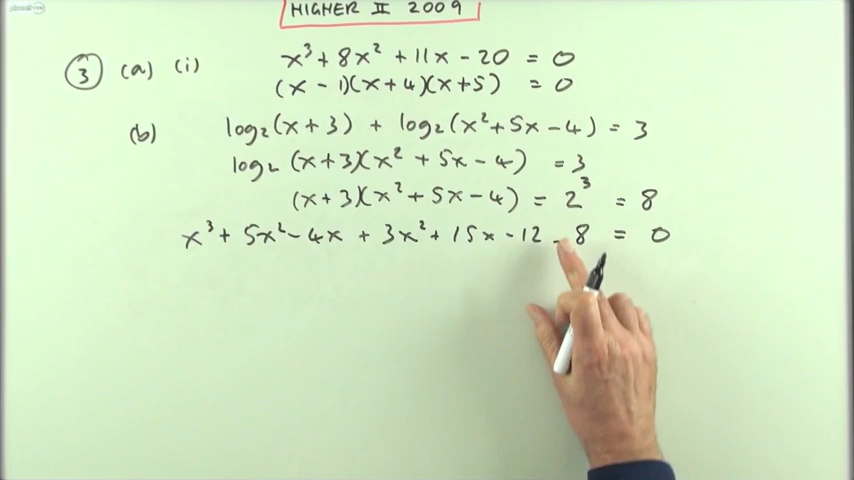 HIGHER II 2009
③ (a) (i) x³ + 8x² + 11x - 20 = 0
(x - 1)(x + 4)(x + 5) = 0
(b) log₂(x + 3) + log₂(x² + 5x - 4) = 3
log₂ (x + 3)(x² + 5x - 4) = 3
(x + 3)(x² + 5x - 4) = 2³ = 8
x³ + 5x² - 4x + 3x² + 15x - 12 - 8 = 0